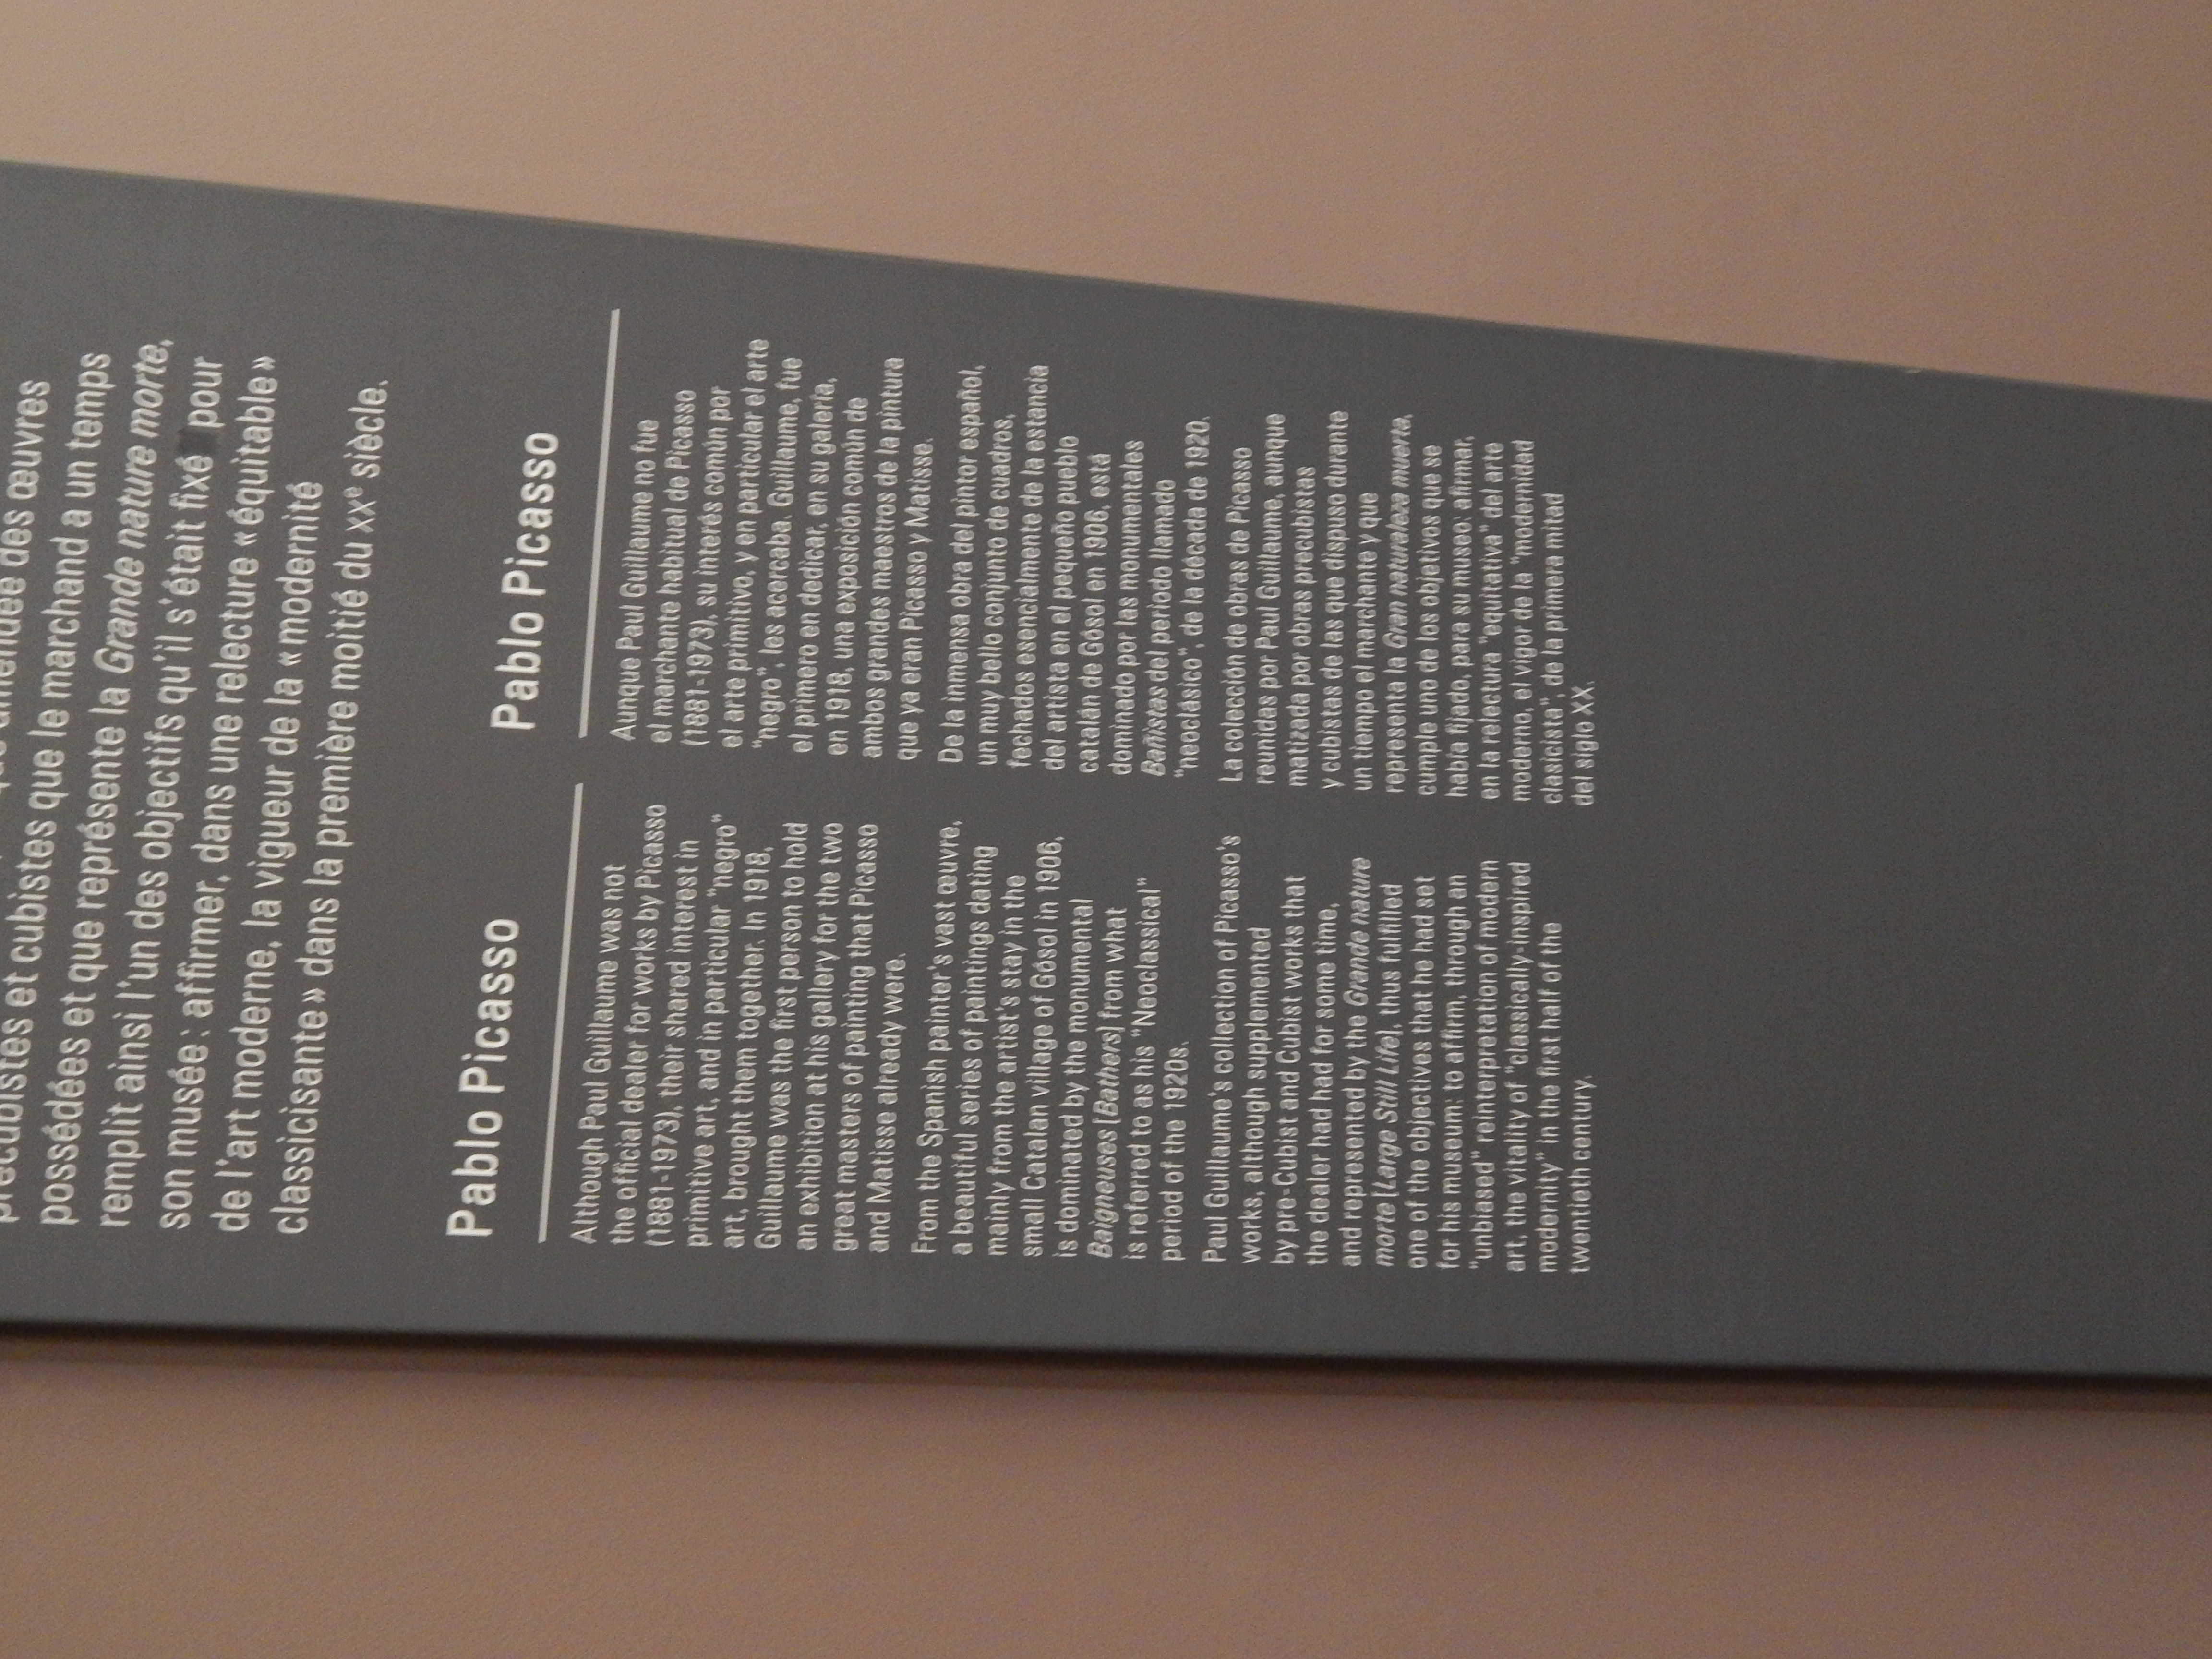 des œuvres
précubistes et cubistes que le marchand a un temps
possédées et que représente la Grande nature morte,
remplit ainsi l'un des objectifs qu'il s'était fixé pour
son musée : affirmer, dans une relecture « équitable »
de l'art moderne, la vigueur de la « modernité
classicisante » dans la première moitié du XXe siècle.
Pablo Picasso
Although Paul Guillaume was not
the official dealer for works by Picasso
(1881-1973), their shared interest in
primitive art, and in particular "negro"
art, brought them together. In 1918,
Guillaume was the first person to hold
an exhibition at his gallery for the two
great masters of painting that Picasso
and Matisse already were.
From the Spanish painter's vast œuvre,
a beautiful series of paintings dating
mainly from the artist's stay in the
small Catalan village of Gósol in 1906,
is dominated by the monumental
Baigneuses [Bathers] from what
is referred to as his "Neoclassical"
period of the 1920s.
Paul Guillaume's collection of Picasso's
works, although supplemented
by pre-Cubist and Cubist works that
the dealer had had for some time,
and represented by the Grande nature
morte [Large Still Life], thus fulfilled
one of the objectives that he had set
for his museum: to affirm, through an
"unbiased" reinterpretation of modern
art, the vitality of "classically-inspired
modernity" in the first half of the
twentieth century.
Pablo Picasso
Aunque Paul Guillaume no fue
el marchante habitual de Picasso
(1881-1973), su interés común por
el arte primitivo, y en particular el arte
"negro", les acercaba. Guillaume, fue
el primero en dedicar, en su galería,
en 1918, una exposición común de
ambos grandes maestros de la pintura
que ya eran Picasso y Matisse.
De la inmensa obra del pintor español,
un muy bello conjunto de cuadros,
fechados esencialmente de la estancia
del artista en el pequeño pueblo
catalán de Gósol en 1906, está
dominado por las monumentales
Bañistas del periodo llamado
"neoclásico", de la década de 1920.
La colección de obras de Picasso
reunidas por Paul Guillaume, aunque
matizada por obras precubistas
y cubistas de las que dispuso durante
un tiempo el marchante y que
representa la Gran naturaleza muerta,
cumple uno de los objetivos que se
había fijado, para su museo: afirmar,
en la relectura "equitativa" del arte
moderno, el vigor de la "modernidad
clasicista", de la primera mitad
del siglo XX.